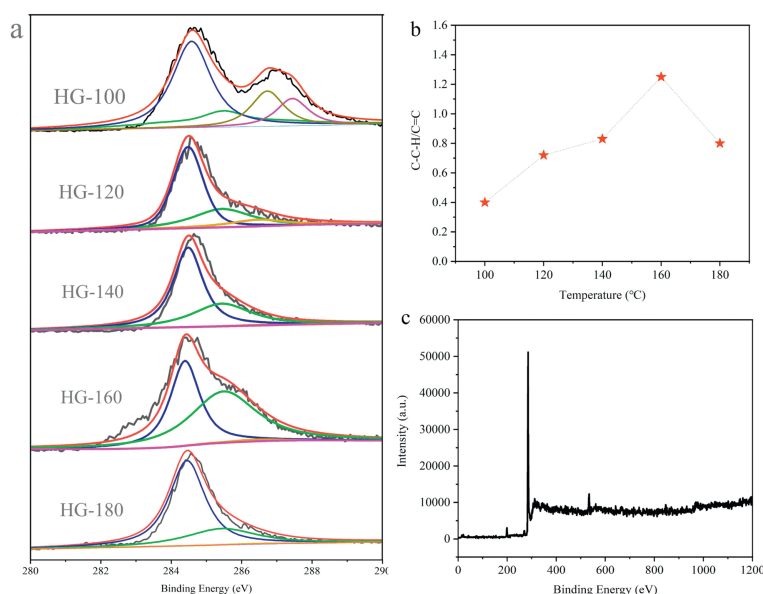 a
HG-100
HG-120
HG-140
HG-160
HG-180
280 282 284 286 288 290
Binding Energy (eV)
b
1.6
1.4
1.2
1.0
0.8
0.6
0.4
0.2
0.0
C-C-H/C=C
100 120 140 160 180
Temperature (℃)
c
60000
50000
40000
30000
20000
10000
0
Intensity (a.u.)
0 200 400 600 800 1000 1200
Binding Energy (eV)